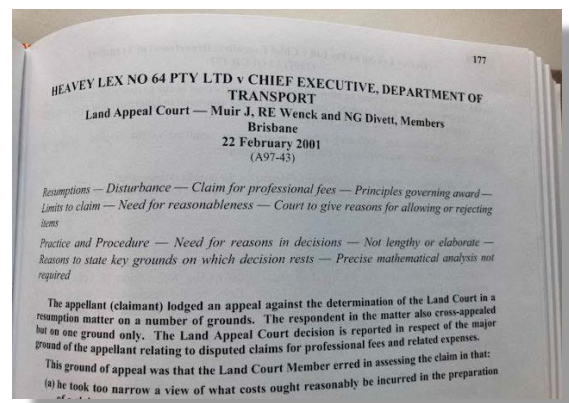 177
HEAVEY LEX NO 64 PTY LTD v CHIEF EXECUTIVE, DEPARTMENT OF
TRANSPORT
Land Appeal Court — Muir J, RE Wenck and NG Divett, Members
Brisbane
22 February 2001
(A97-43)
Resumptions — Disturbance — Claim for professional fees — Principles governing award —
Limits to claim — Need for reasonableness — Court to give reasons for allowing or rejecting
items
Practice and Procedure — Need for reasons in decisions — Not lengthy or elaborate —
Reasons to state key grounds on which decision rests — Precise mathematical analysis not
required
The appellant (claimant) lodged an appeal against the determination of the Land Court in a
resumption matter on a number of grounds. The respondent in the matter also cross-appealed
but on one ground only. The Land Appeal Court decision is reported in respect of the major
ground of the appellant relating to disputed claims for professional fees and related expenses.
This ground of appeal was that the Land Court Member erred in assessing the claim in that:
(a) he took too narrow a view of what costs ought reasonably be incurred in the preparation